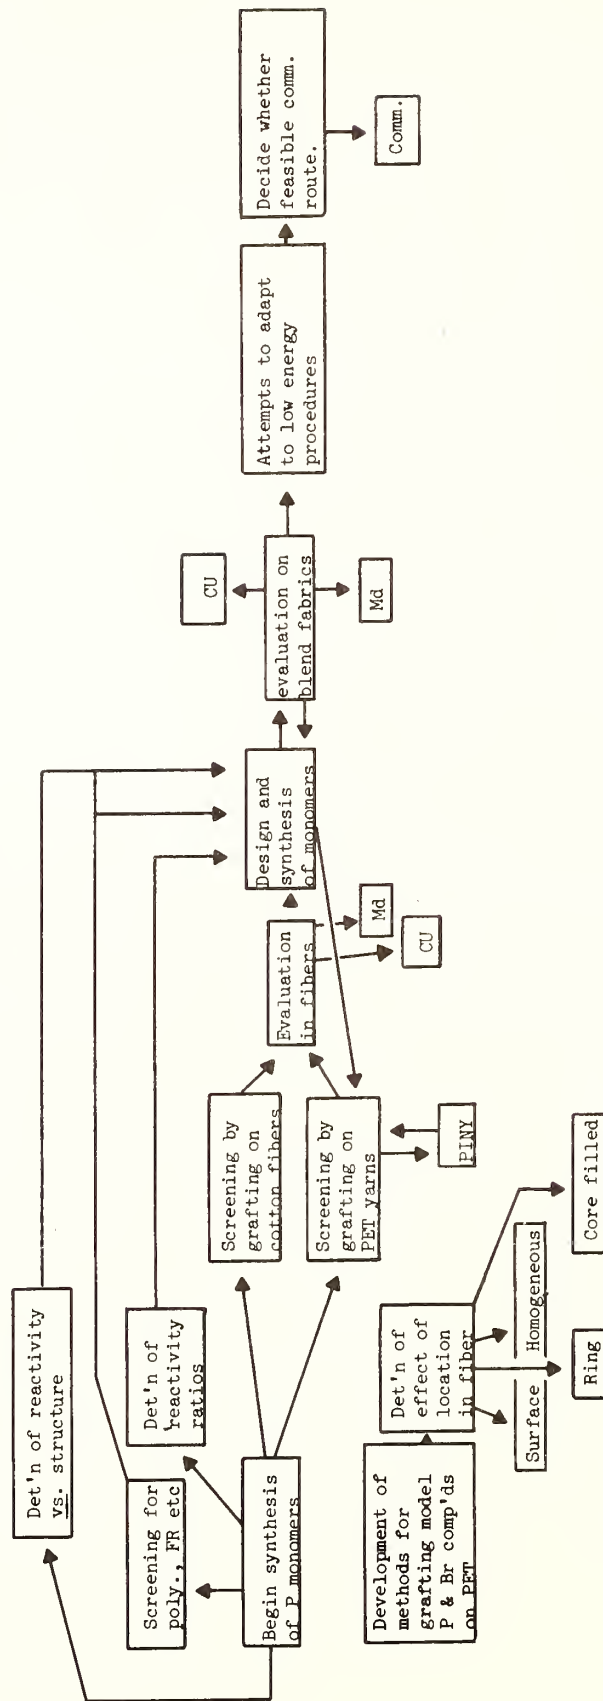 Det'n of reactivity
vs. structure
Screening for
poly., FR etc
Det'n of
reactivity
ratios
Begin synthesis
of P monomers
Screening by
grafting on
cotton fibers
Screening by
grafting on
PET yarns
PINY
Evaluation
in fibers
Md
CU
Design and
synthesis
of monomers
evaluation on
blend fabrics
CU
Md
Attempts to adapt
to low energy
procedures
Decide whether
feasible comm.
route.
Comm.
Development of
methods for
grafting model
P & Br comp'ds
on PET
Det'n of
effect of
location
in fiber
Surface
Ring
Homogeneous
Core filled